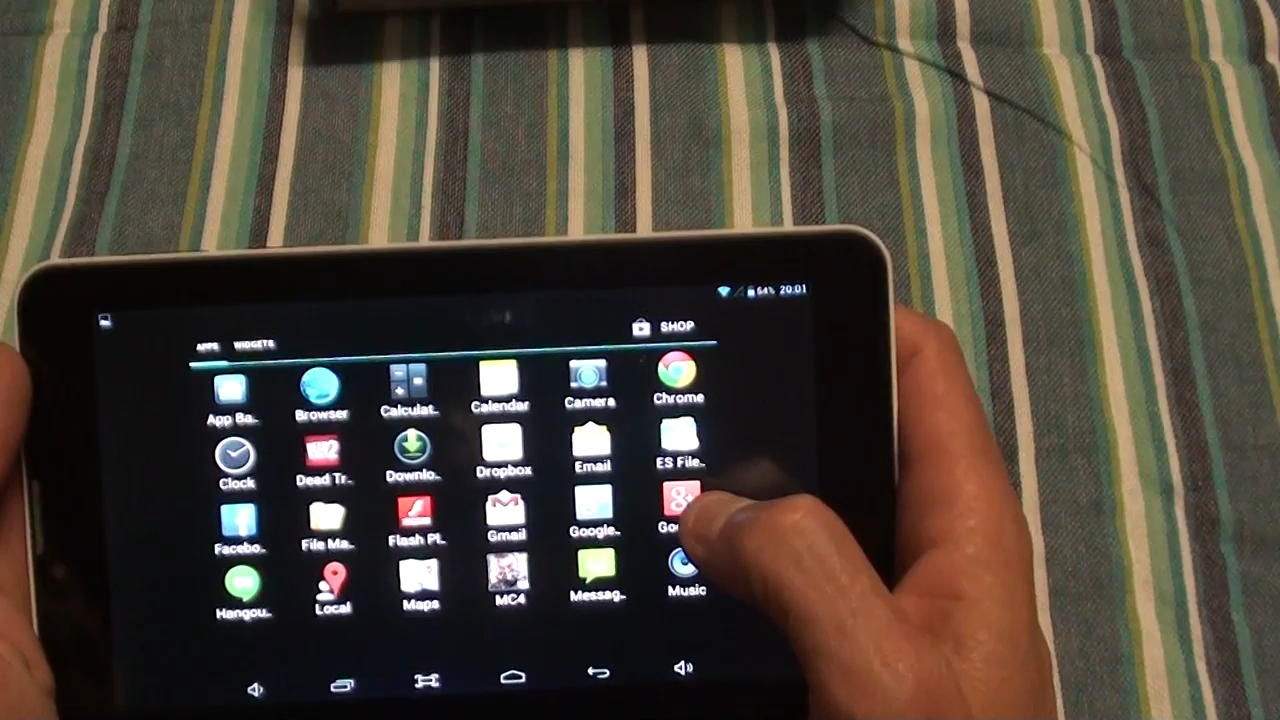 64% 20:01
APPS WIDGETS SHOP
App Ba.. Browser Calculat.. Calendar Camera Chrome
Clock Dead Tr.. Downlo.. Dropbox Email ES File..
Facebo.. File Ma.. Flash Pl.. Gmail Google..
Hangou.. Local Maps MC4 Messag.. Music